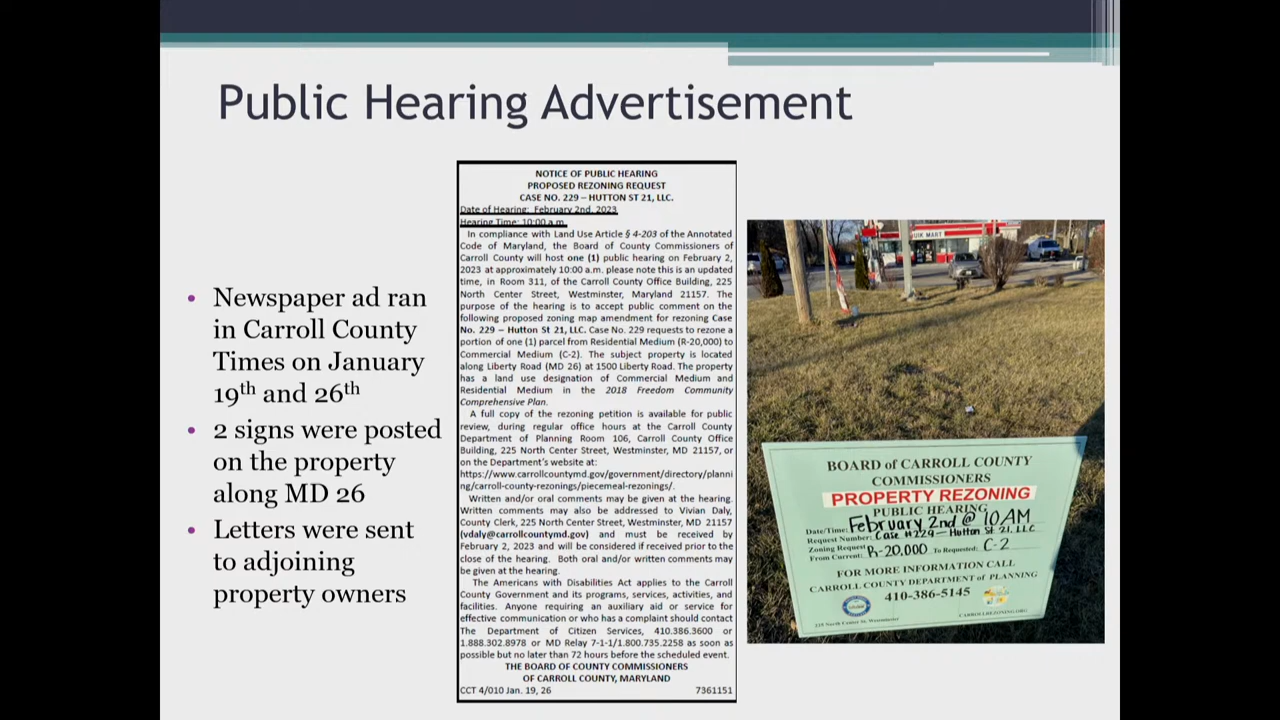 Public Hearing Advertisement
• Newspaper ad ran
in Carroll County
Times on January
19th and 26th
• 2 signs were posted
on the property
along MD 26
• Letters were sent
to adjoining
property owners
NOTICE OF PUBLIC HEARING
PROPOSED REZONING REQUEST
CASE NO. 229 – HUTTON ST 21, LLC.
Date of Hearing: February 2nd, 2023
Hearing Time: 10:00 a.m.
In compliance with Land Use Article § 4-203 of the Annotated
Code of Maryland, the Board of County Commissioners of
Carroll County will host one (1) public hearing on February 2,
2023 at approximately 10:00 a.m. please note this is an updated
time, in Room 311, of the Carroll County Office Building, 225
North Center Street, Westminster, Maryland 21157. The
purpose of the hearing is to accept public comment on the
following proposed zoning map amendment for rezoning Case
No. 229 – Hutton St 21, LLC. Case No. 229 requests to rezone a
portion of one (1) parcel from Residential Medium (R-20,000) to
Commercial Medium (C-2). The subject property is located
along Liberty Road (MD 26) at 1500 Liberty Road. The property
has a land use designation of Commercial Medium and
Residential Medium in the 2018 Freedom Community
Comprehensive Plan.
A full copy of the rezoning petition is available for public
review, during regular office hours at the Carroll County
Department of Planning Room 106, Carroll County Office
Building, 225 North Center Street, Westminster, MD 21157, or
on the Department's website at:
https://www.carrollcountymd.gov/government/directory/planni
ng/carroll-county-rezonings/piecemeal-rezonings/.
Written and/or oral comments may be given at the hearing.
Written comments may also be addressed to Vivian Daly,
County Clerk, 225 North Center Street, Westminster, MD 21157
(vdaly@carrollcountymd.gov) and must be received by
February 2, 2023 and will be considered if received prior to the
close of the hearing. Both oral and/or written comments may
be given at the hearing.
The Americans with Disabilities Act applies to the Carroll
County Government and its programs, services, activities, and
facilities. Anyone requiring an auxiliary aid or service for
effective communication or who has a complaint should contact
The Department of Citizen Services, 410.386.3600 or
1.888.302.8978 or MD Relay 7-1-1/1.800.735.2258 as soon as
possible but no later than 72 hours before the scheduled event.
THE BOARD OF COUNTY COMMISSIONERS
OF CARROLL COUNTY, MARYLAND
CCT 4/010 Jan. 19, 26 7361151
UIK MART
BOARD of CARROLL COUNTY
COMMISSIONERS
PROPERTY REZONING
PUBLIC HEARING
Date/Time: February 2nd @ 10AM
Request Number: Case #229 – Hutton St 21, LLC
Zoning Request
From Current: R-20,000 To Requested: C-2
FOR MORE INFORMATION CALL
CARROLL COUNTY DEPARTMENT of PLANNING
410-386-5145
225 North Center St, Westminster
CARROLLREZONING.ORG